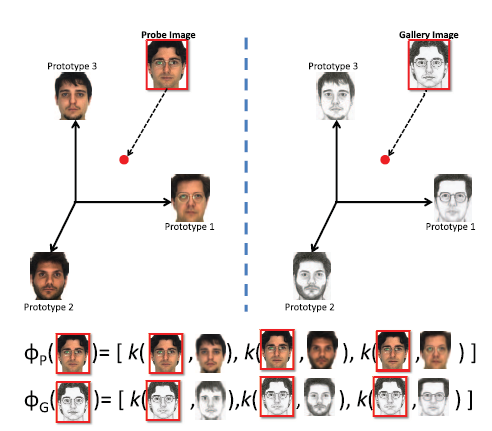 Probe Image
Gallery Image
Prototype 3
Prototype 3
Prototype 1
Prototype 1
Prototype 2
Prototype 2
ϕP( )= [ k( , ), k( , ), k( , ) ]
ϕG( )= [ k( , ),k( , ), k( , ) ]